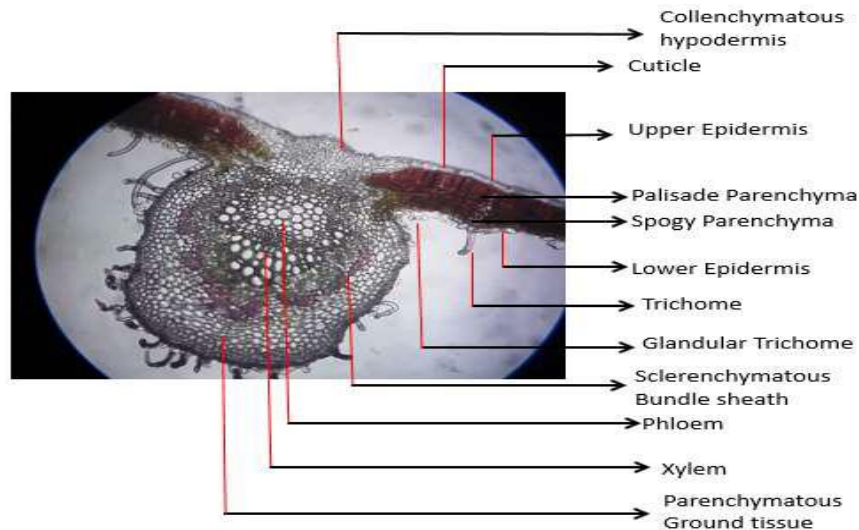 Collenchymatous
hypodermis
Cuticle
Upper Epidermis
Palisade Parenchyma
Spogy Parenchyma
Lower Epidermis
Trichome
Glandular Trichome
Sclerenchymatous
Bundle sheath
Phloem
Xylem
Parenchymatous
Ground tissue